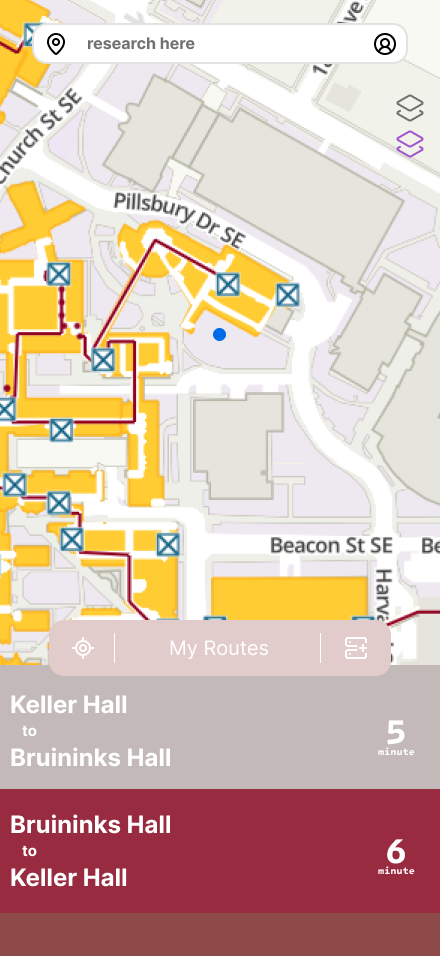 research here
Church St SE
Pillsbury Dr SE
Beacon St SE
My Routes
Keller Hall
to
Bruininks Hall
5
minute
Bruininks Hall
to
Keller Hall
6
minute